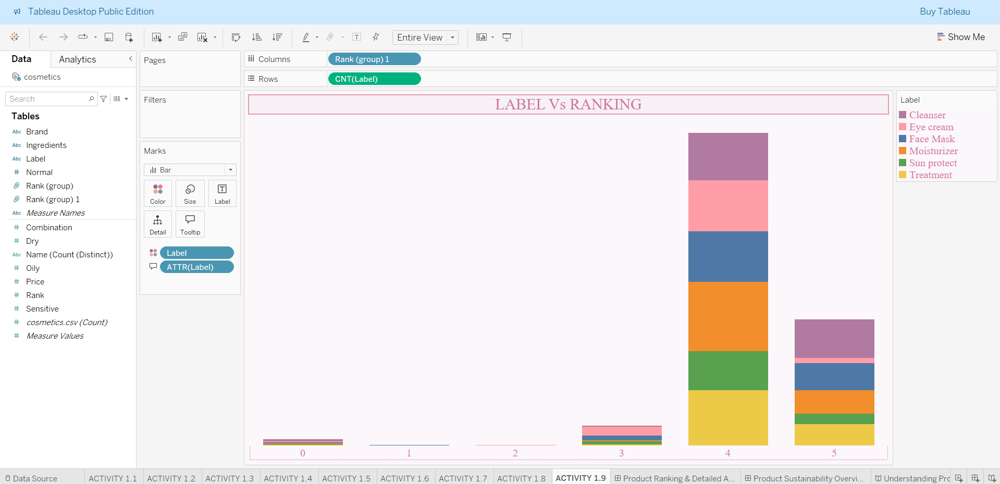 Tableau Desktop Public Edition
Buy Tableau
Entire View
Show Me
Data
Analytics
cosmetics
Search
Tables
Abc Brand
Abc Ingredients
Abc Label
# Normal
Rank (group)
Rank (group) 1
Abc Measure Names
# Combination
# Dry
Abc Name (Count (Distinct))
# Oily
# Price
# Rank
# Sensitive
# cosmetics.csv (Count)
# Measure Values
Pages
Filters
Marks
Bar
Color
Size
Label
Detail
Tooltip
Label
ATTR(Label)
Columns
Rank (group) 1
Rows
CNT(Label)
LABEL Vs RANKING
0 1 2 3 4 5
Label
Cleanser
Eye cream
Face Mask
Moisturizer
Sun protect
Treatment
Data Source
ACTIVITY 1.1
ACTIVITY 1.2
ACTIVITY 1.3
ACTIVITY 1.4
ACTIVITY 1.5
ACTIVITY 1.6
ACTIVITY 1.7
ACTIVITY 1.8
ACTIVITY 1.9
Product Ranking & Detailed A...
Product Sustainability Overvi...
Understanding Pro